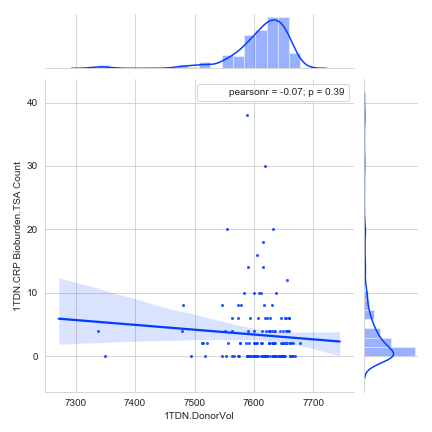 pearsonr = -0.07; p = 0.39
40
30
20
10
0
1TDN.CRP Bioburden.TSA Count
7300 7400 7500 7600 7700
1TDN.DonorVol